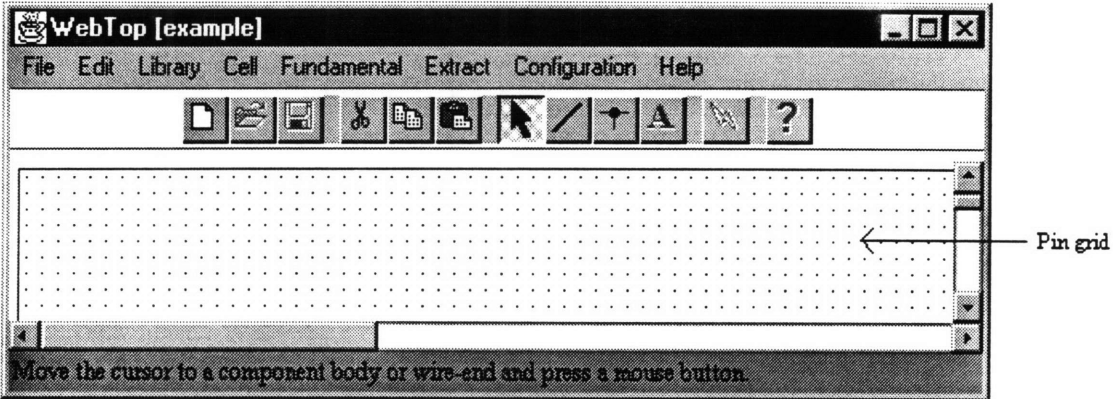 WebTop [example]
File Edit Library Cell Fundamental Extract Configuration Help
A ?
Pin grid
Move the cursor to a component body or wire-end and press a mouse button.